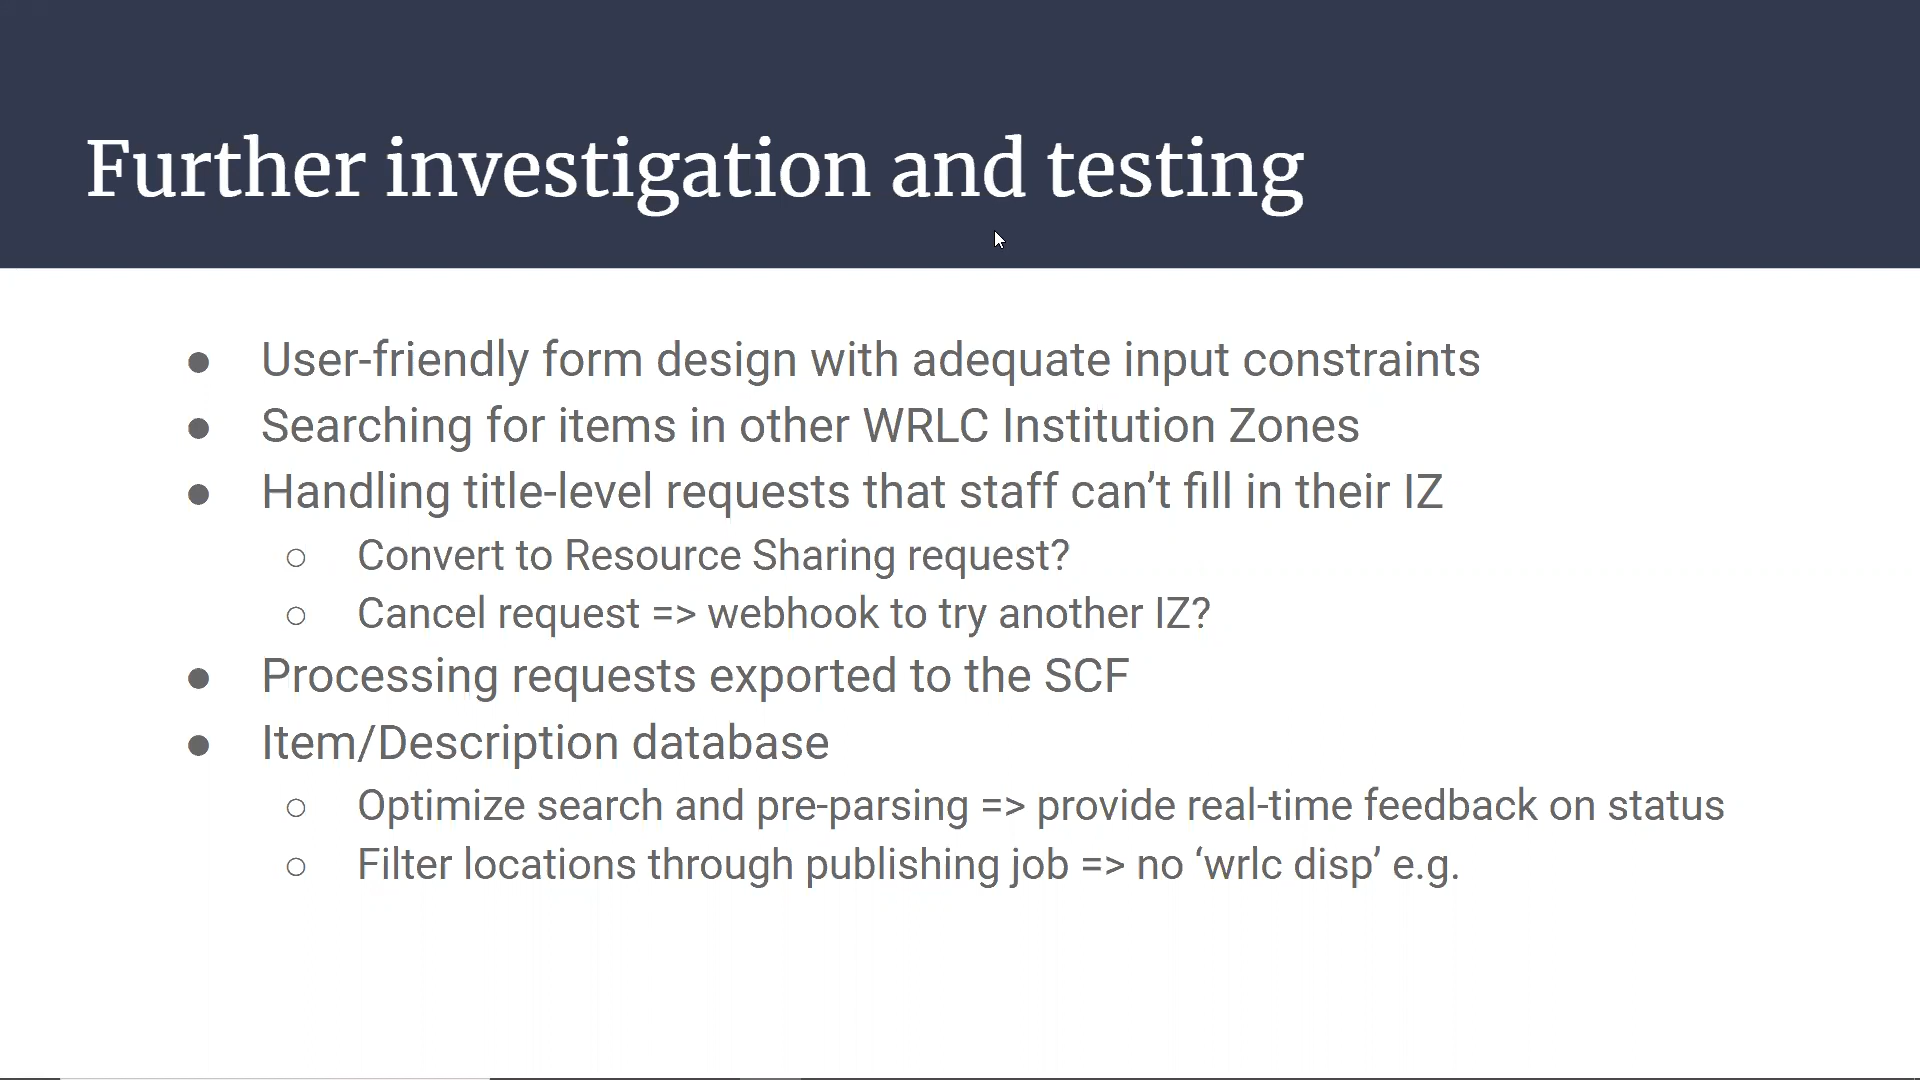 Further investigation and testing
● User-friendly form design with adequate input constraints
● Searching for items in other WRLC Institution Zones
● Handling title-level requests that staff can’t fill in their IZ
○ Convert to Resource Sharing request?
○ Cancel request => webhook to try another IZ?
● Processing requests exported to the SCF
● Item/Description database
○ Optimize search and pre-parsing => provide real-time feedback on status
○ Filter locations through publishing job => no ‘wrlc disp’ e.g.